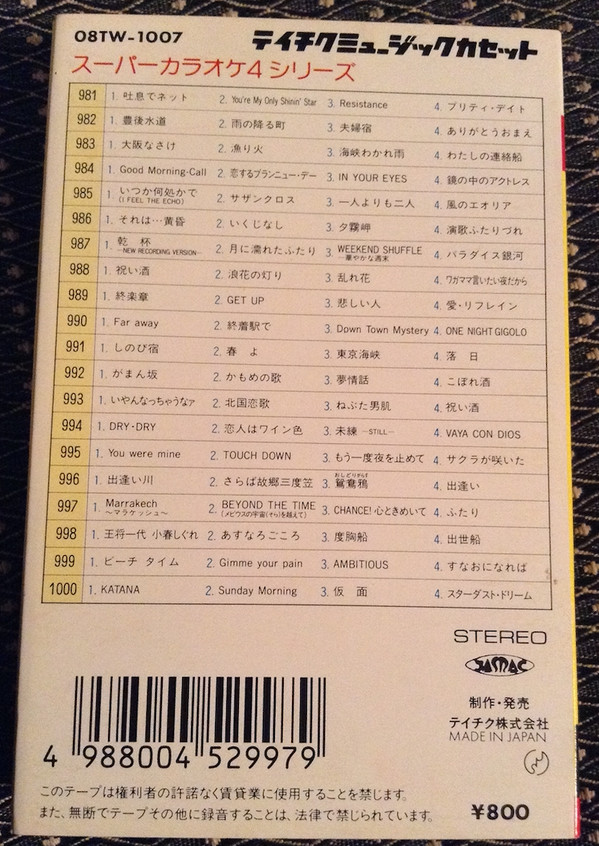 08TW-1007 テイチクミュージックカセット
スーパーカラオケ4シリーズ
981 1. 吐息でネット 2. You're My Only Shinin' Star 3. Resistance 4. プリティ・デイト
982 1. 豊後水道 2. 雨の降る町 3. 夫婦宿 4. ありがとうおまえ
983 1. 大阪なさけ 2. 漁り火 3. 海峡わかれ雨 4. わたしの連絡船
984 1. Good Morning-Call 2. 恋するブランニュー・デー 3. IN YOUR EYES 4. 鏡の中のアクトレス
985 1. いつか何処かで 2. サザンクロス 3. 一人よりも二人 4. 風のエオリア
(I FEEL THE ECHO)
986 1. それは…黄昏 2. いくじなし 3. 夕霧岬 4. 演歌ふたりづれ
987 1. 乾 杯 2. 月に濡れたふたり 3. WEEKEND SHUFFLE 4. パラダイス銀河
—NEW RECORDING VERSION— —華やかな週末
988 1. 祝い酒 2. 浪花の灯り 3. 乱れ花 4. ワガママ言いたい夜だから
989 1. 終楽章 2. GET UP 3. 悲しい人 4. 愛・リフレイン
990 1. Far away 2. 終着駅で 3. Down Town Mystery 4. ONE NIGHT GIGOLO
991 1. しのび宿 2. 春 よ 3. 東京海峡 4. 落 日
992 1. がまん坂 2. かもめの歌 3. 夢情話 4. こぼれ酒
993 1. いやんなっちゃうなァ 2. 北国恋歌 3. ねぶた男肌 4. 祝い酒
994 1. DRY・DRY 2. 恋人はワイン色 3. 未練 —STILL— 4. VAYA CON DIOS
995 1. You were mine 2. TOUCH DOWN 3. もう一度夜を止めて 4. サクラが咲いた
996 1. 出逢い川 2. さらば故郷三度笠 3. 鴛鴦鴉 4. 出逢い
おしどりがらす
997 1. Marrakech 2. BEYOND THE TIME 3. CHANCE! 心ときめいて 4. ふたり
〜マラケッシュ〜 (メビウスの宇宙(そら)を越えて)
998 1. 王将一代 小春しぐれ 2. あすなろごころ 3. 度胸船 4. 出世船
999 1. ビーチ タイム 2. Gimme your pain 3. AMBITIOUS 4. すなおになれば
1000 1. KATANA 2. Sunday Morning 3. 仮 面 4. スターダスト・ドリーム
STEREO
JAMAC
制作・発売
テイチク株式会社
MADE IN JAPAN
4 988004 529979
このテープは権利者の許諾なく賃貸業に使用することを禁じます。
また、無断でテープその他に録音することは、法律で禁じられています。
¥800